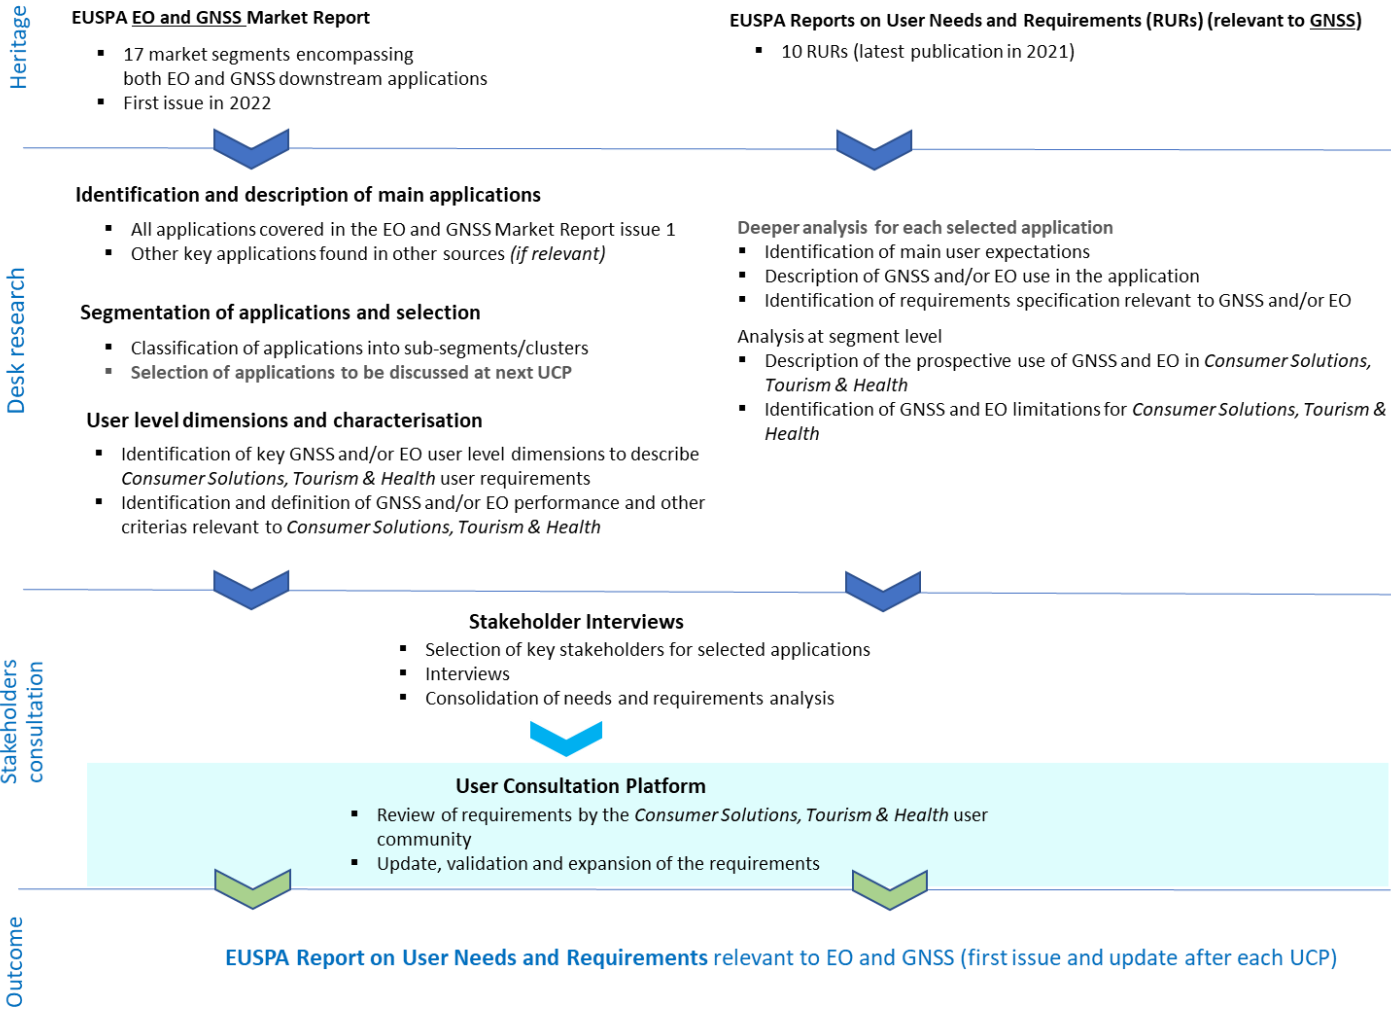 Heritage
EUSPA EO and GNSS Market Report
▪ 17 market segments encompassing
both EO and GNSS downstream applications
▪ First issue in 2022
EUSPA Reports on User Needs and Requirements (RURs) (relevant to GNSS)
▪ 10 RURs (latest publication in 2021)
Desk research
Identification and description of main applications
▪ All applications covered in the EO and GNSS Market Report issue 1
▪ Other key applications found in other sources (if relevant)
Segmentation of applications and selection
▪ Classification of applications into sub-segments/clusters
▪ Selection of applications to be discussed at next UCP
User level dimensions and characterisation
▪ Identification of key GNSS and/or EO user level dimensions to describe
Consumer Solutions, Tourism & Health user requirements
▪ Identification and definition of GNSS and/or EO performance and other
criterias relevant to Consumer Solutions, Tourism & Health
Deeper analysis for each selected application
▪ Identification of main user expectations
▪ Description of GNSS and/or EO use in the application
▪ Identification of requirements specification relevant to GNSS and/or EO
Analysis at segment level
▪ Description of the prospective use of GNSS and EO in Consumer Solutions,
Tourism & Health
▪ Identification of GNSS and EO limitations for Consumer Solutions, Tourism &
Health
Stakeholders
consultation
Stakeholder Interviews
▪ Selection of key stakeholders for selected applications
▪ Interviews
▪ Consolidation of needs and requirements analysis
User Consultation Platform
▪ Review of requirements by the Consumer Solutions, Tourism & Health user
community
▪ Update, validation and expansion of the requirements
Outcome
EUSPA Report on User Needs and Requirements relevant to EO and GNSS (first issue and update after each UCP)